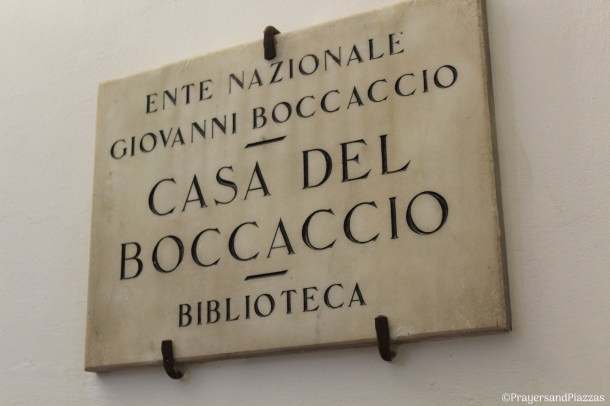 ENTE NAZIONALE
GIOVANNI BOCCACCIO
CASA DEL
BOCCACCIO
BIBLIOTECA
©PrayersandPiazzas